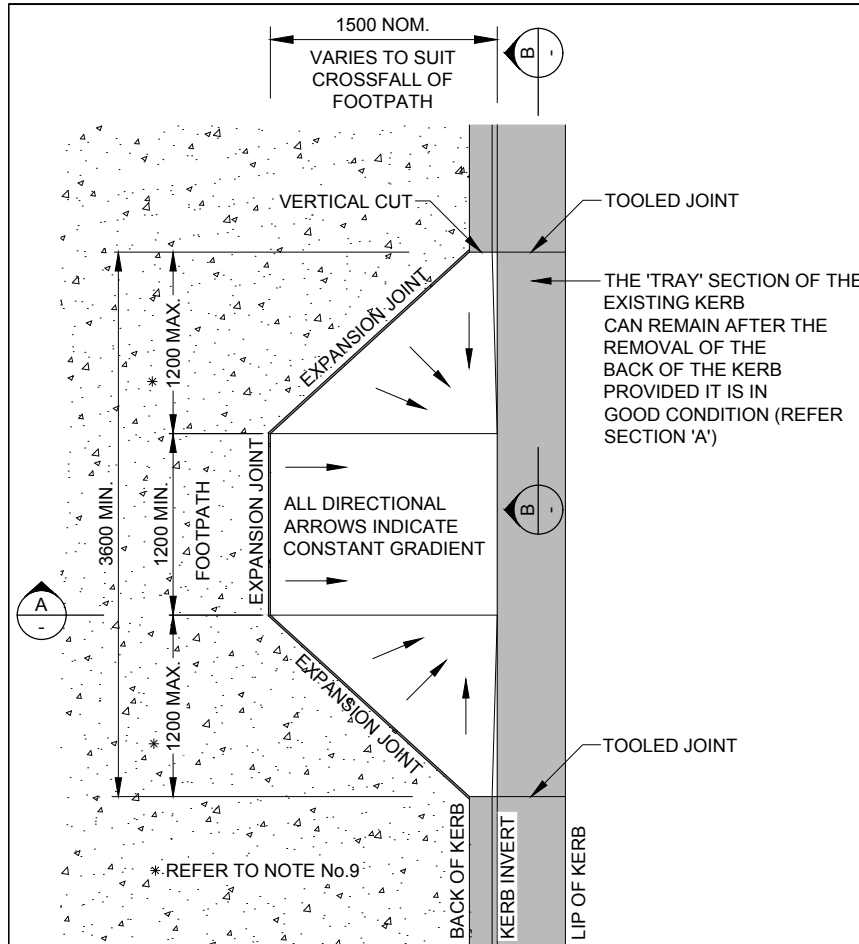 1500 NOM.
VARIES TO SUIT
CROSSFALL OF
FOOTPATH
B
-
VERTICAL CUT
TOOLED JOINT
EXPANSION JOINT
THE 'TRAY' SECTION OF THE
EXISTING KERB
CAN REMAIN AFTER THE
REMOVAL OF THE
BACK OF THE KERB
PROVIDED IT IS IN
GOOD CONDITION (REFER
SECTION 'A')
* 1200 MAX.
3600 MIN.
1200 MIN.
FOOTPATH
EXPANSION JOINT
ALL DIRECTIONAL
ARROWS INDICATE
CONSTANT GRADIENT
B
-
A
-
* 1200 MAX.
EXPANSION JOINT
TOOLED JOINT
BACK OF KERB
KERB INVERT
LIP OF KERB
* REFER TO NOTE No.9